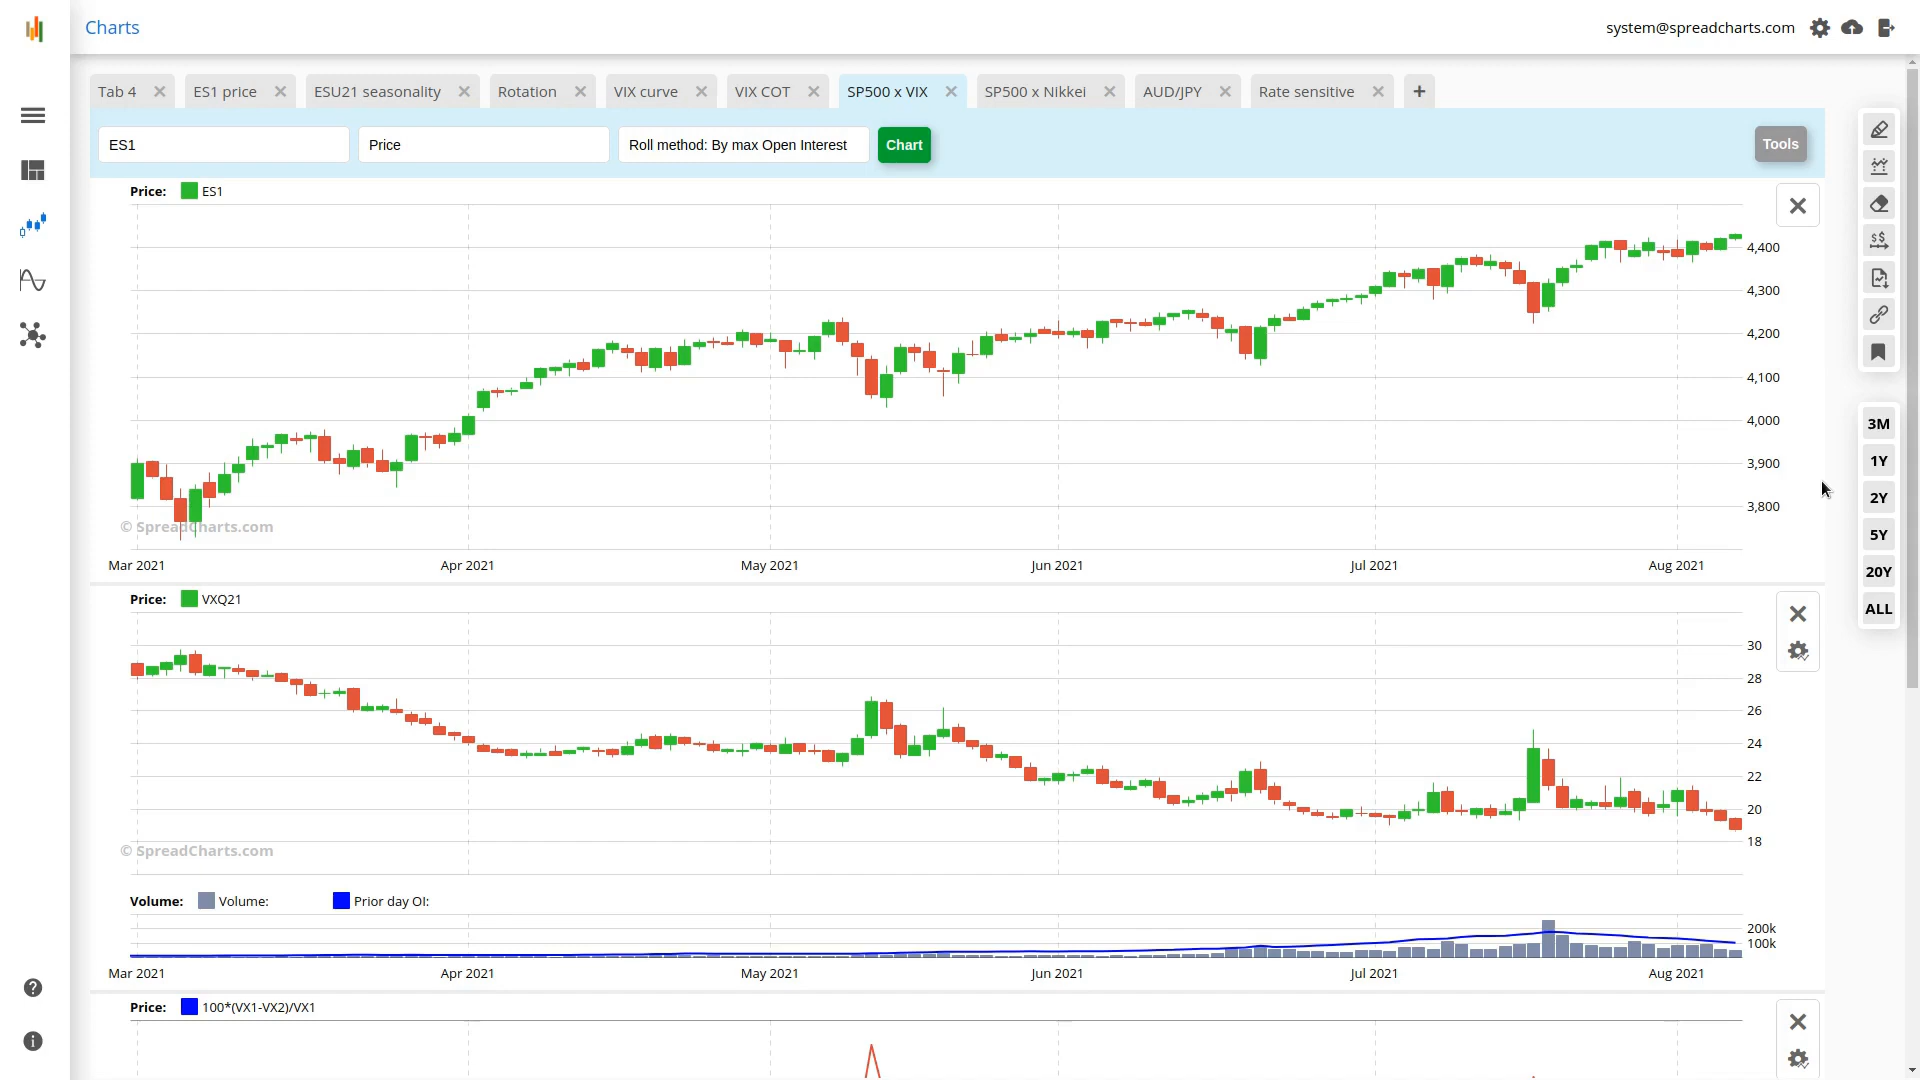 Charts
system@spreadcharts.com
Tab 4
ES1 price
ESU21 seasonality
Rotation
VIX curve
VIX COT
SP500 x VIX
SP500 x Nikkei
AUD/JPY
Rate sensitive
+
ES1
Price
Roll method: By max Open Interest
Chart
Tools
Price: ES1
4,400
4,300
4,200
4,100
4,000
3,900
3,800
© SpreadCharts.com
Mar 2021
Apr 2021
May 2021
Jun 2021
Jul 2021
Aug 2021
3M
1Y
2Y
5Y
20Y
ALL
Price: VXQ21
30
28
26
24
22
20
18
© SpreadCharts.com
Volume: Volume: Prior day OI:
200k
100k
Mar 2021
Apr 2021
May 2021
Jun 2021
Jul 2021
Aug 2021
Price: 100*(VX1-VX2)/VX1